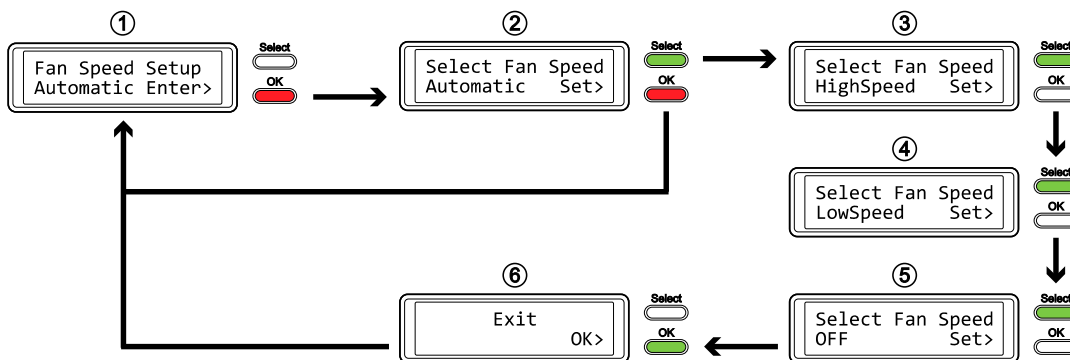 ①
Fan Speed Setup
Automatic Enter>
Select
OK
②
Select Fan Speed
Automatic Set>
Select
OK
③
Select Fan Speed
HighSpeed Set>
Select
OK
④
Select Fan Speed
LowSpeed Set>
Select
OK
⑤
Select Fan Speed
OFF Set>
Select
OK
⑥
Exit
OK>
Select
OK